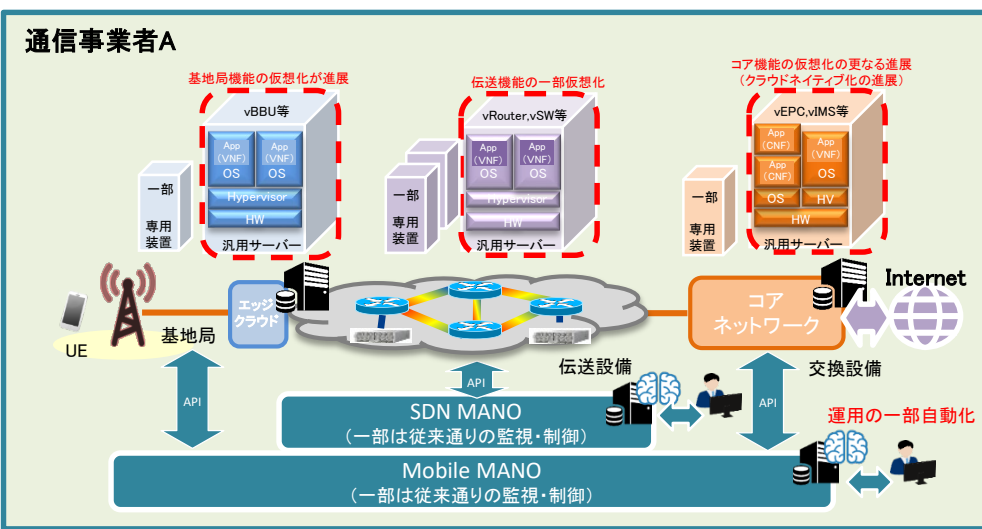 通信事業者A
基地局機能の仮想化が進展
vBBU等
App
(VNF)
OS
App
(VNF)
OS
Hypervisor
HW
汎用サーバー
一部
専用
装置
伝送機能の一部仮想化
vRouter,vSW等
App
(VNF)
OS
App
(VNF)
OS
Hypervisor
HW
汎用サーバー
一部
専用
装置
コア機能の仮想化の更なる進展
(クラウドネイティブ化の進展)
vEPC,vIMS等
App
(CNF)
App
(CNF)
OS
App
(VNF)
OS
HV
HW
汎用サーバー
一部
専用
装置
UE
基地局
エッジ
クラウド
伝送設備
コア
ネットワーク
Internet
交換設備
API
API
API
SDN MANO
(一部は従来通りの監視・制御)
運用の一部自動化
Mobile MANO
(一部は従来通りの監視・制御)